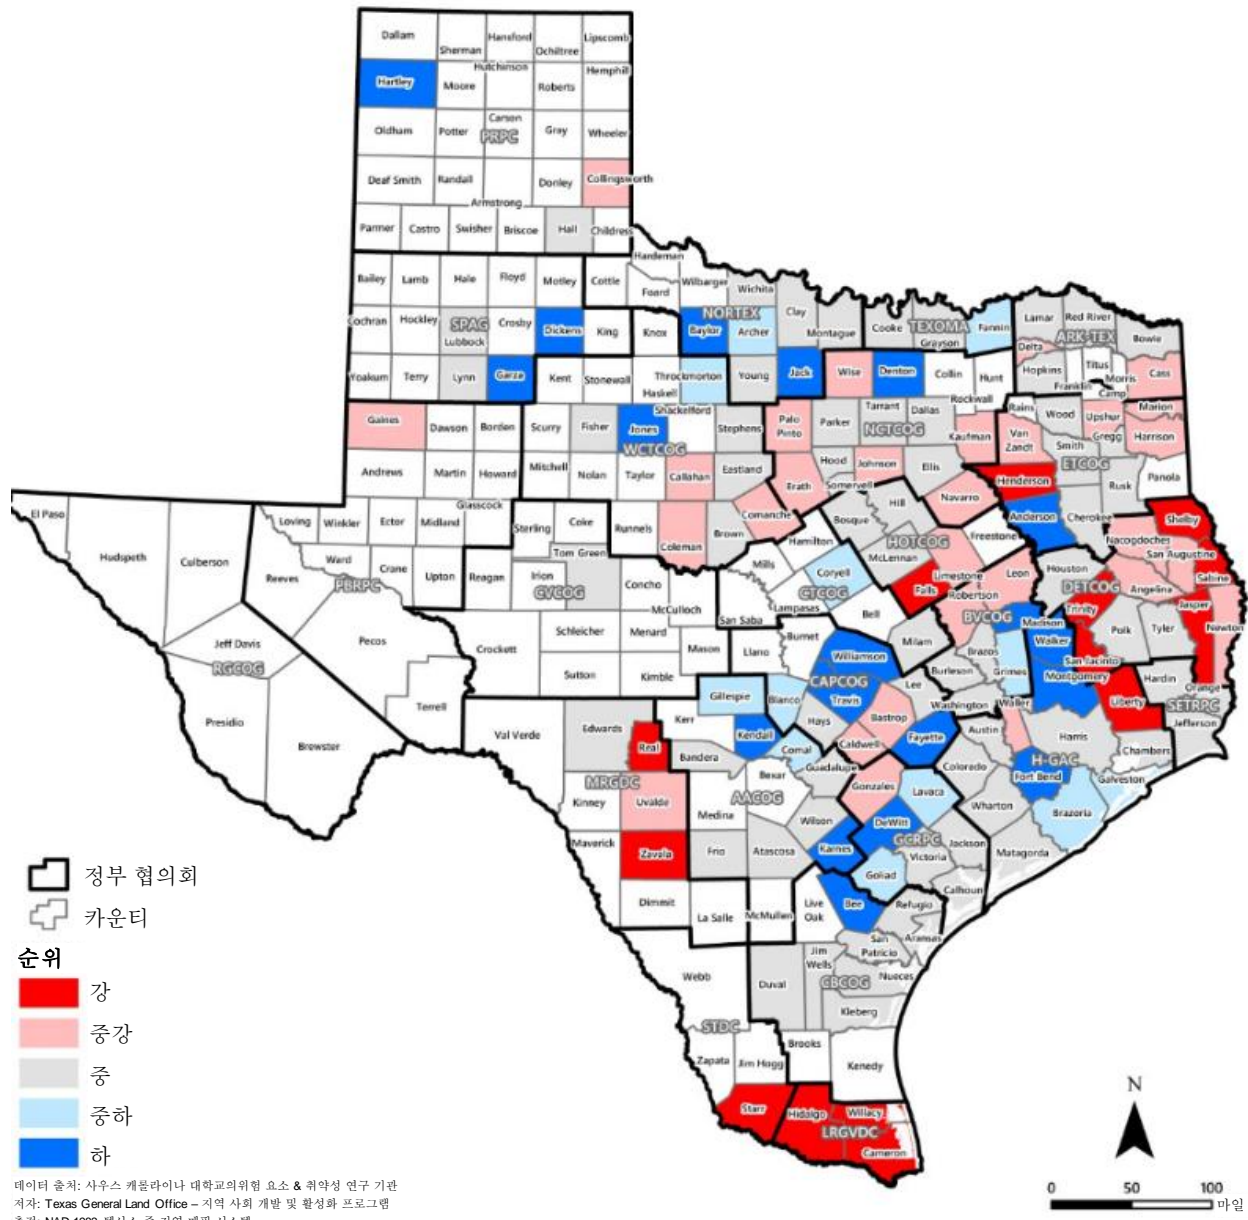 Dallam
Sherman
Hansford
Ochiltree
Lipscomb
Hartley
Moore
Hutchinson
Roberts
Hemphill
Oldham
Potter
Carson
PRPC
Gray
Wheeler
Deaf Smith
Randall
Armstrong
Donley
Collingsworth
Parmer
Castro
Swisher
Briscoe
Hall
Childress
Hardeman
Bailey
Lamb
Hale
Floyd
Motley
Cottle
Foard
Wilbarger
Wichita
Cochran
Hockley
SPAG
Lubbock
Crosby
Dickens
King
Knox
NORTEX
Baylor
Archer
Clay
Montague
Cooke
TEXOMA
Grayson
Fannin
Lamar
Red River
ARK-TEX
Bowie
Delta
Yoakum
Terry
Lynn
Garza
Kent
Stonewall
Haskell
Throckmorton
Young
Jack
Wise
Denton
Collin
Hunt
Rockwall
Hopkins
Franklin
Titus
Morris
Camp
Cass
Gaines
Dawson
Borden
Scurry
Fisher
Jones
Shackelford
WCTCOG
Stephens
Palo
Pinto
Parker
Tarrant
NCTCOG
Dallas
Kaufman
Rains
Van
Zandt
Wood
Upshur
Marion
Gregg
Harrison
Smith
ETCOG
Andrews
Martin
Howard
Mitchell
Nolan
Taylor
Callahan
Eastland
Erath
Hood
Somervell
Johnson
Ellis
Navarro
Henderson
Rusk
Panola
El Paso
Hudspeth
Culberson
Loving
Winkler
Ector
Midland
Glasscock
Sterling
Coke
Runnels
Coleman
Brown
Comanche
Hamilton
Bosque
Hill
HOTCOG
Freestone
Anderson
Cherokee
Shelby
Nacogdoches
San Augustine
Reeves
Ward
PBRPC
Crane
Upton
Reagan
Irion
Tom Green
CVCOG
Concho
McCulloch
San Saba
Mills
Lampasas
Coryell
CTCOG
McLennan
Falls
Limestone
Robertson
Leon
Houston
DETCOG
Angelina
Sabine
Trinity
Jasper
Newton
Jeff Davis
RGCOG
Pecos
Crockett
Schleicher
Menard
Mason
Llano
Burnet
Bell
Milam
BVCOG
Madison
Walker
Polk
Tyler
Presidio
Brewster
Terrell
Sutton
Kimble
Gillespie
Blanco
Williamson
CAPCOG
Travis
Lee
Burleson
Brazos
Grimes
San Jacinto
Montgomery
Hardin
Liberty
Orange
SETRPC
Jefferson
Val Verde
Edwards
Real
Kerr
Bandera
Kendall
Comal
Hays
Caldwell
Bastrop
Fayette
Washington
Austin
Waller
Harris
Chambers
H-GAC
Galveston
Fort Bend
Brazoria
MRGDC
Kinney
Uvalde
Medina
Bexar
AACOG
Guadalupe
Gonzales
Lavaca
Colorado
Wharton
Matagorda
Maverick
Zavala
Frio
Atascosa
Wilson
Karnes
DeWitt
GCRPC
Victoria
Jackson
Goliad
Calhoun
Dimmit
La Salle
McMullen
Live
Oak
Bee
Refugio
Aransas
San
Patricio
Webb
Duval
Jim
Wells
CBCOG
Nueces
Kleberg
STDC
Zapata
Jim Hogg
Brooks
Kenedy
Starr
Hidalgo
Willacy
LRGVDC
Cameron
정부 협의회
카운티
순위
강
중강
중
중하
하
데이터 출처: 사우스 캐롤라이나 대학교의위험 요소 & 취약성 연구 기관
저자: Texas General Land Office – 지역 사회 개발 및 활성화 프로그램
N
0 50 100
마일